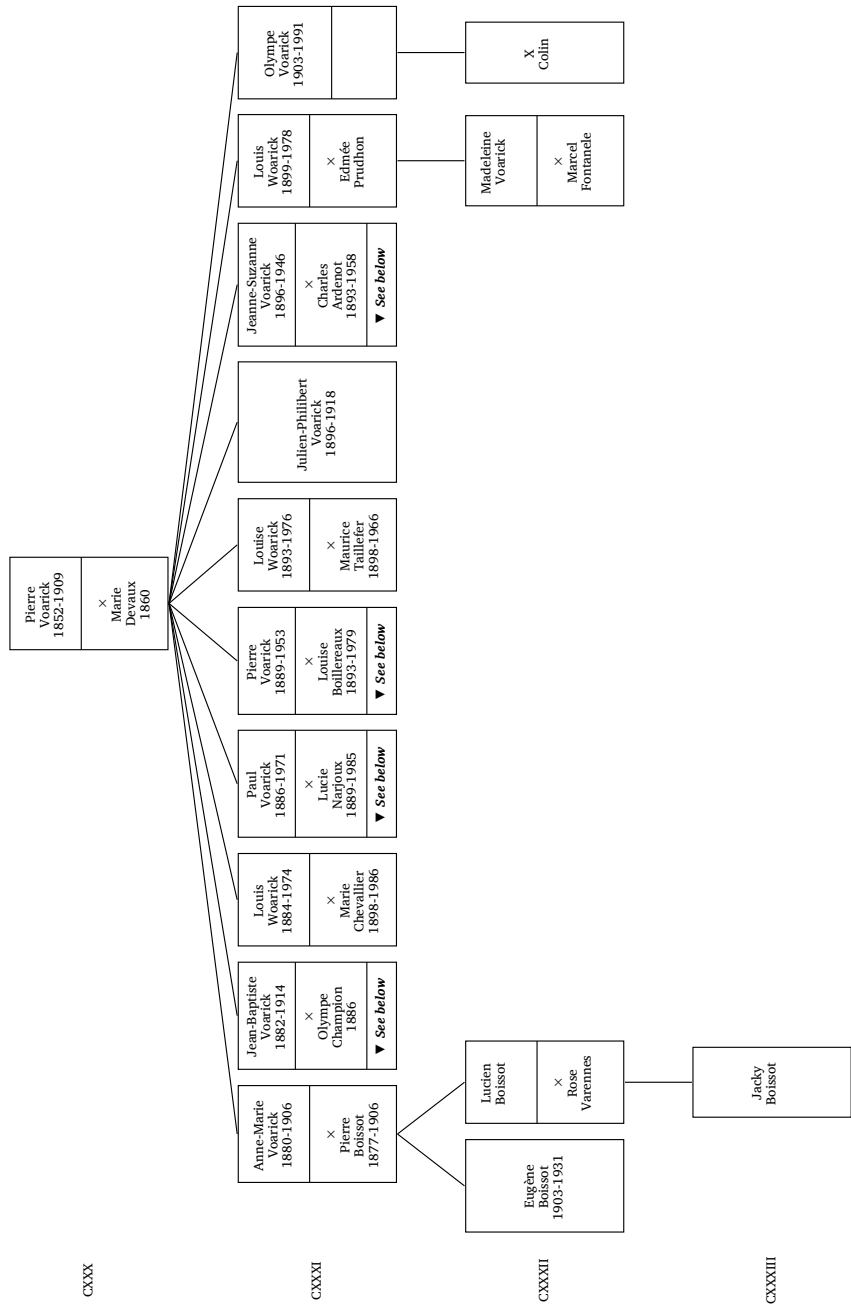 CXXX
Pierre
Voarick
1852-1909
×
Marie
Devaux
1860
CXXXI
Anne-Marie
Voarick
1880-1906
×
Pierre
Boissot
1877-1906
Jean-Baptiste
Voarick
1882-1914
×
Olympe
Champion
1886
▼ See below
Louis
Woarick
1884-1974
×
Marie
Chevallier
1898-1986
Paul
Voarick
1886-1971
×
Lucie
Narjoux
1889-1985
▼ See below
Pierre
Voarick
1889-1953
×
Louise
Boillereaux
1893-1979
▼ See below
Louise
Woarick
1893-1976
×
Maurice
Taillefer
1898-1966
Julien-Philibert
Voarick
1896-1918
Jeanne-Suzanne
Voarick
1896-1946
×
Charles
Ardenot
1893-1958
▼ See below
Louis
Woarick
1899-1978
×
Edmée
Prudhon
Olympe
Voarick
1903-1991
CXXXII
Eugène
Boissot
1903-1931
Lucien
Boissot
×
Rose
Varennes
Madeleine
Voarick
×
Marcel
Fontanele
X
Colin
CXXXIII
Jacky
Boissot